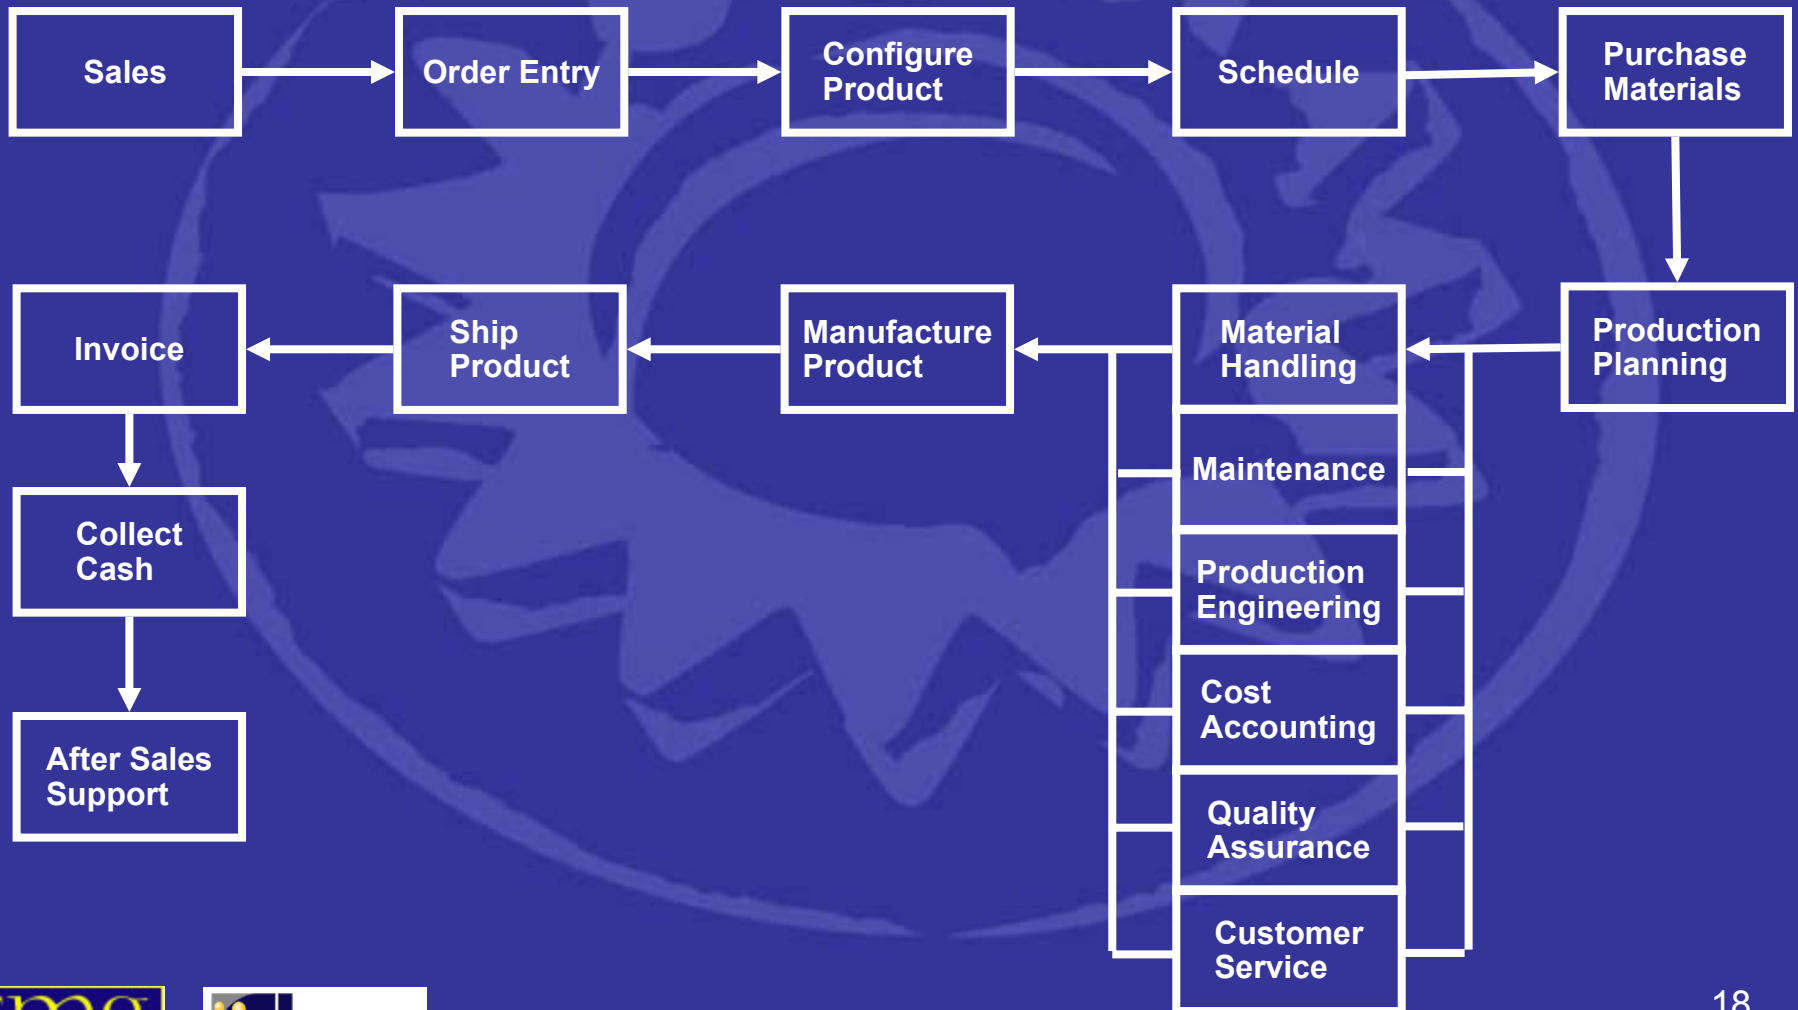 Sales
Order Entry
Configure
Product
Schedule
Purchase
Materials
Invoice
Ship
Product
Manufacture
Product
Material
Handling
Production
Planning
Maintenance
Collect
Cash
Production
Engineering
Cost
Accounting
After Sales
Support
Quality
Assurance
Customer
Service
18